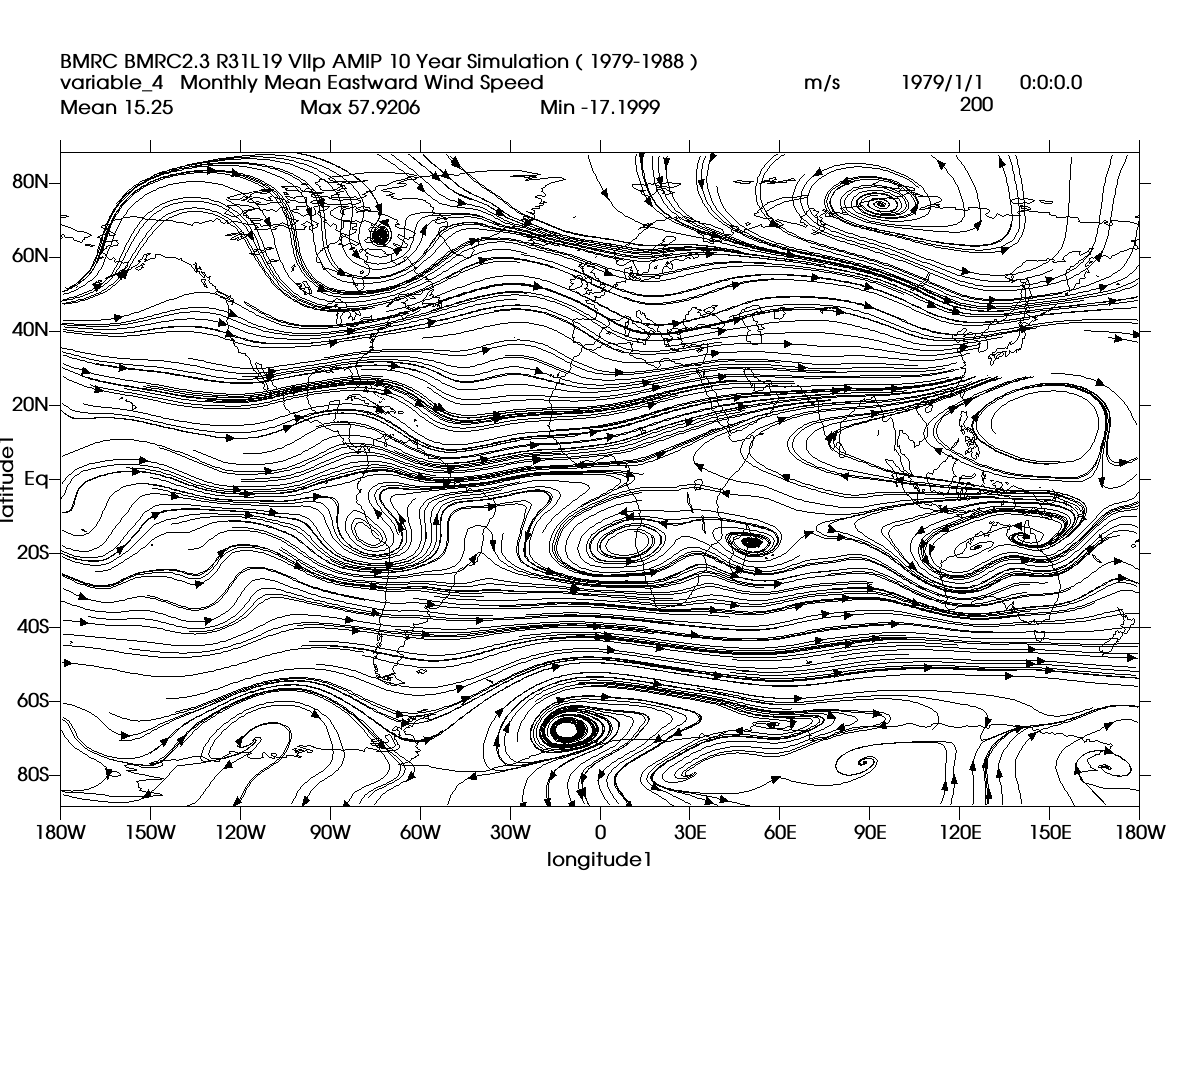 BMRC BMRC2.3 R31L19 VIIp AMIP 10 Year Simulation ( 1979-1988 )
variable_4 Monthly Mean Eastward Wind Speed m/s 1979/1/1 0:0:0.0
Mean 15.25 Max 57.9206 Min -17.1999 200
80N
60N
40N
20N
Eq
20S
40S
60S
80S
latitude1
180W 150W 120W 90W 60W 30W 0 30E 60E 90E 120E 150E 180W
longitude1